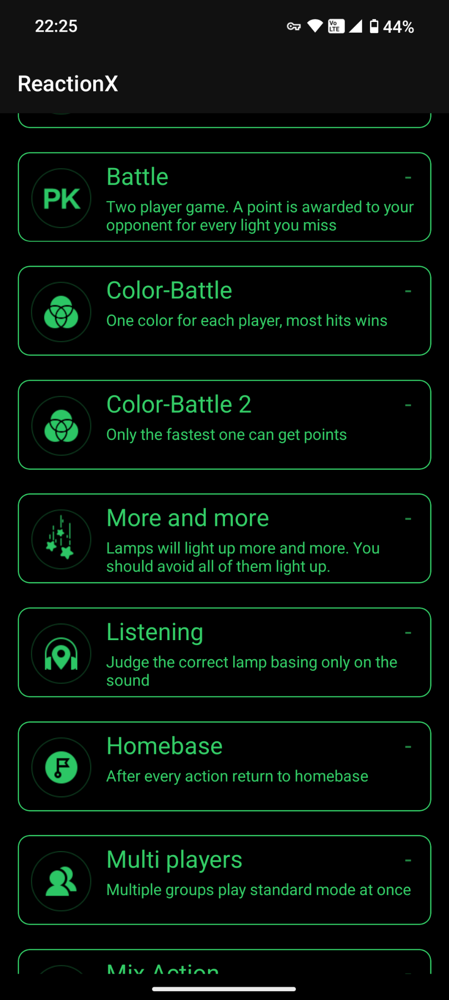 22:25
Vo LTE
44%
ReactionX
Battle
-
PK
Two player game. A point is awarded to your
opponent for every light you miss
Color-Battle
-
One color for each player, most hits wins
Color-Battle 2
-
Only the fastest one can get points
More and more
-
Lamps will light up more and more. You
should avoid all of them light up.
Listening
-
Judge the correct lamp basing only on the
sound
Homebase
-
After every action return to homebase
Multi players
-
Multiple groups play standard mode at once
Mix Action
-